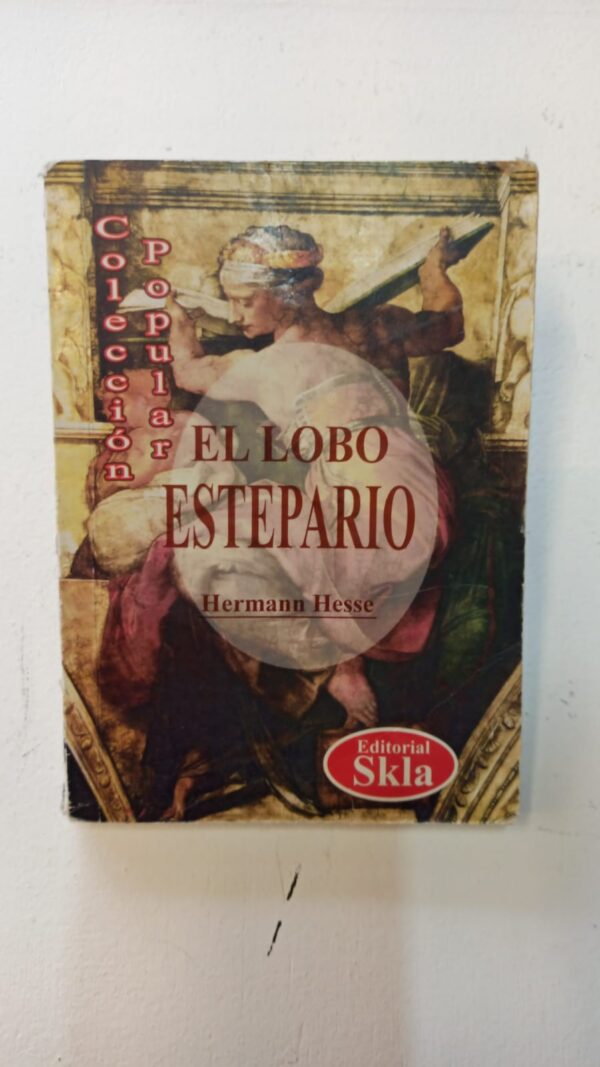 Colección
Popular
EL LOBO
ESTEPARIO
Hermann Hesse
Editorial
Skla